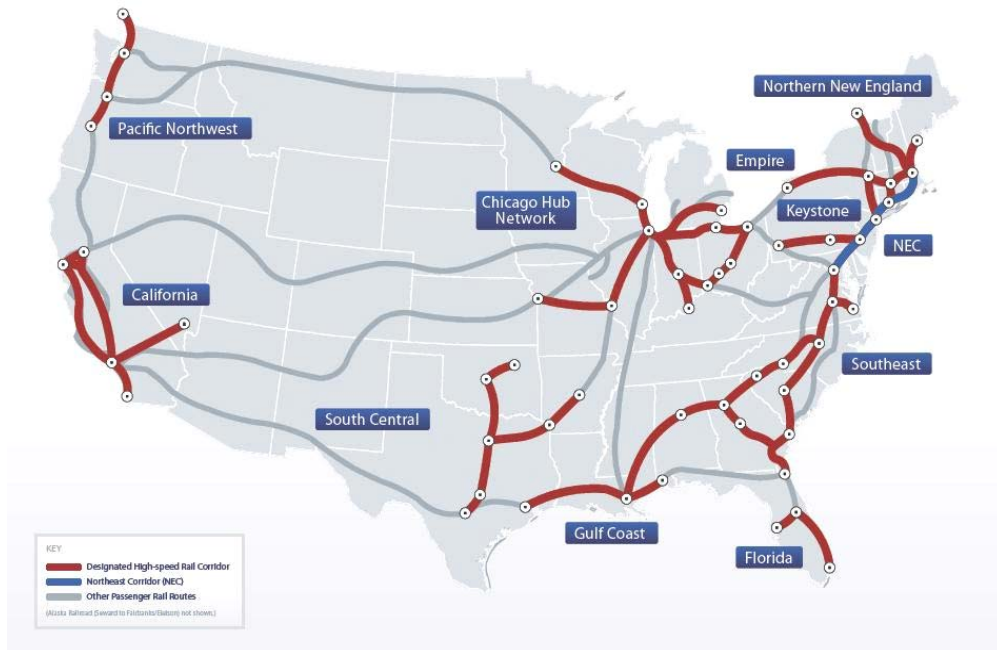 Northern New England
Pacific Northwest
Empire
Chicago Hub
Network
Keystone
NEC
California
Southeast
South Central
Gulf Coast
Florida
KEY
Designated High-speed Rail Corridor
Northeast Corridor (NEC)
Other Passenger Rail Routes
(Alaska Railroad (Seward to Fairbanks/Eielson) not shown.)